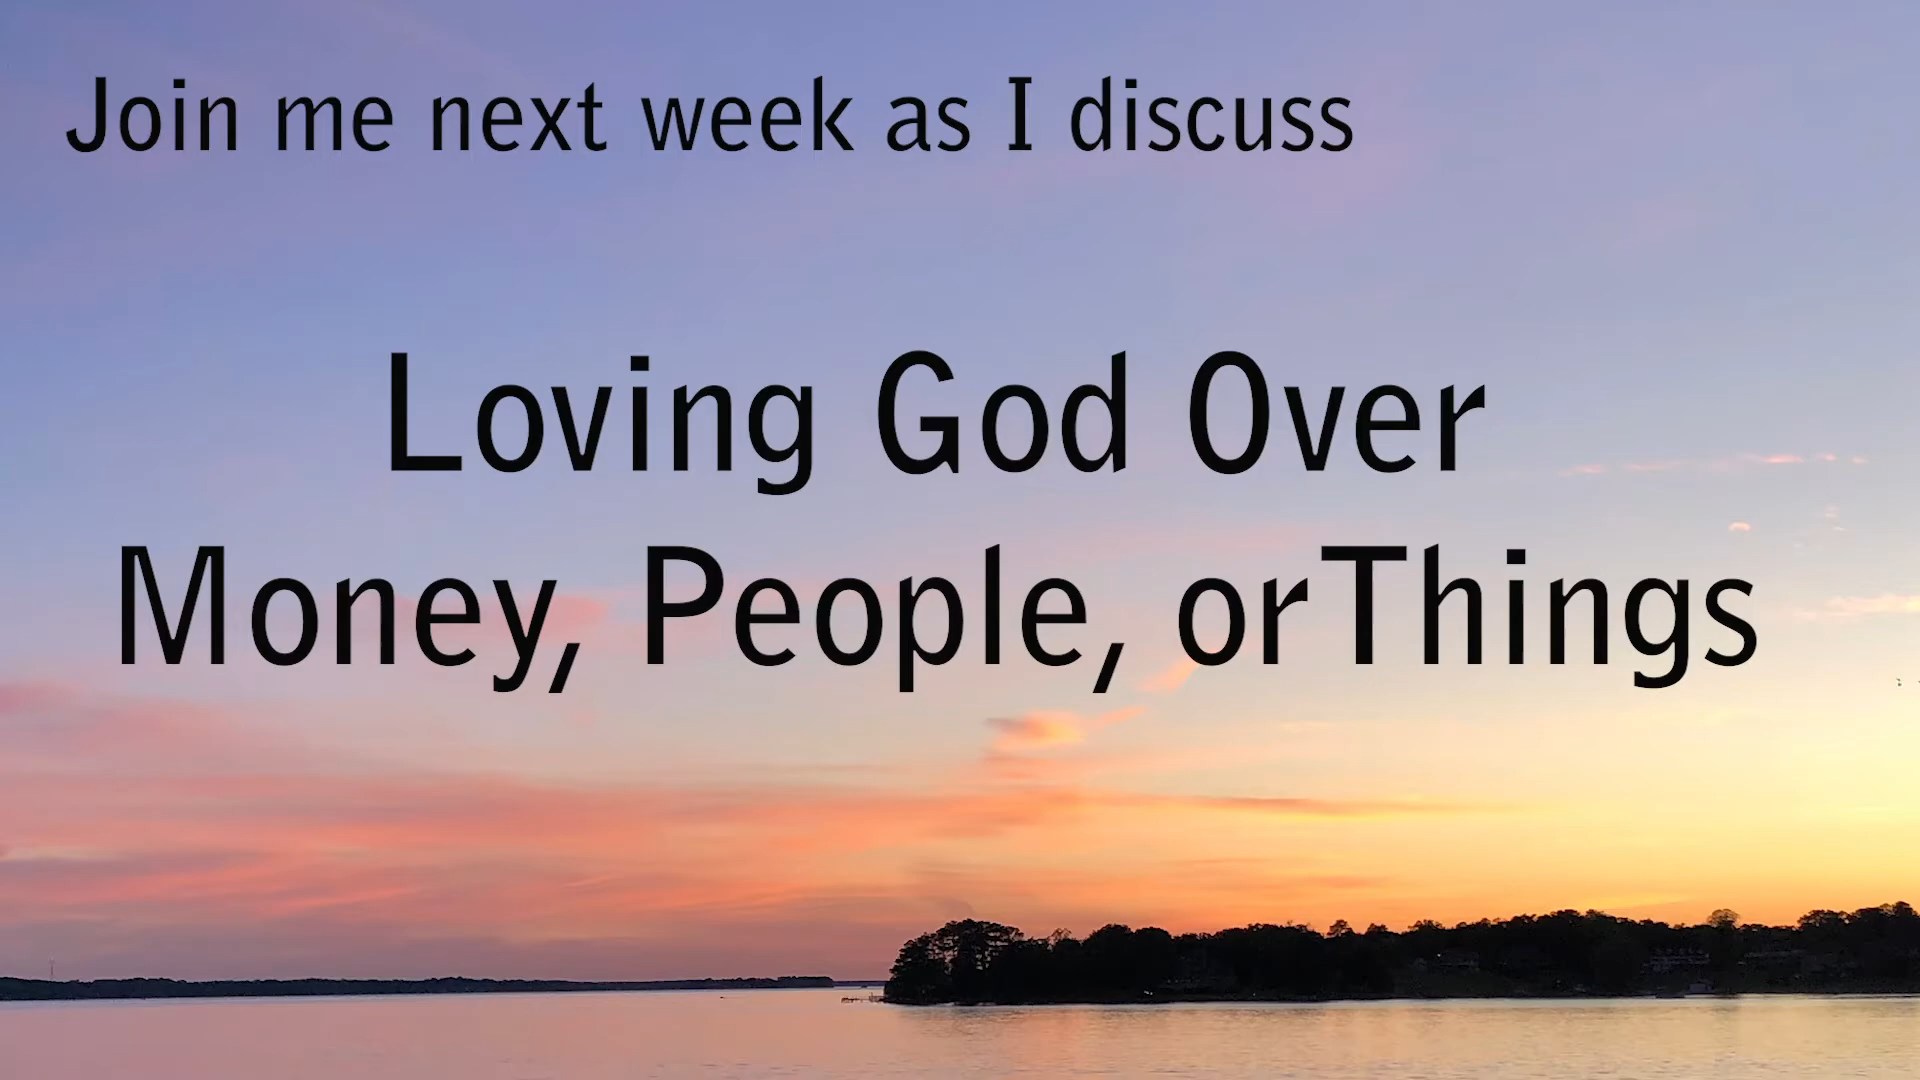 Join me next week as I discuss
Loving God Over
Money, People, orThings